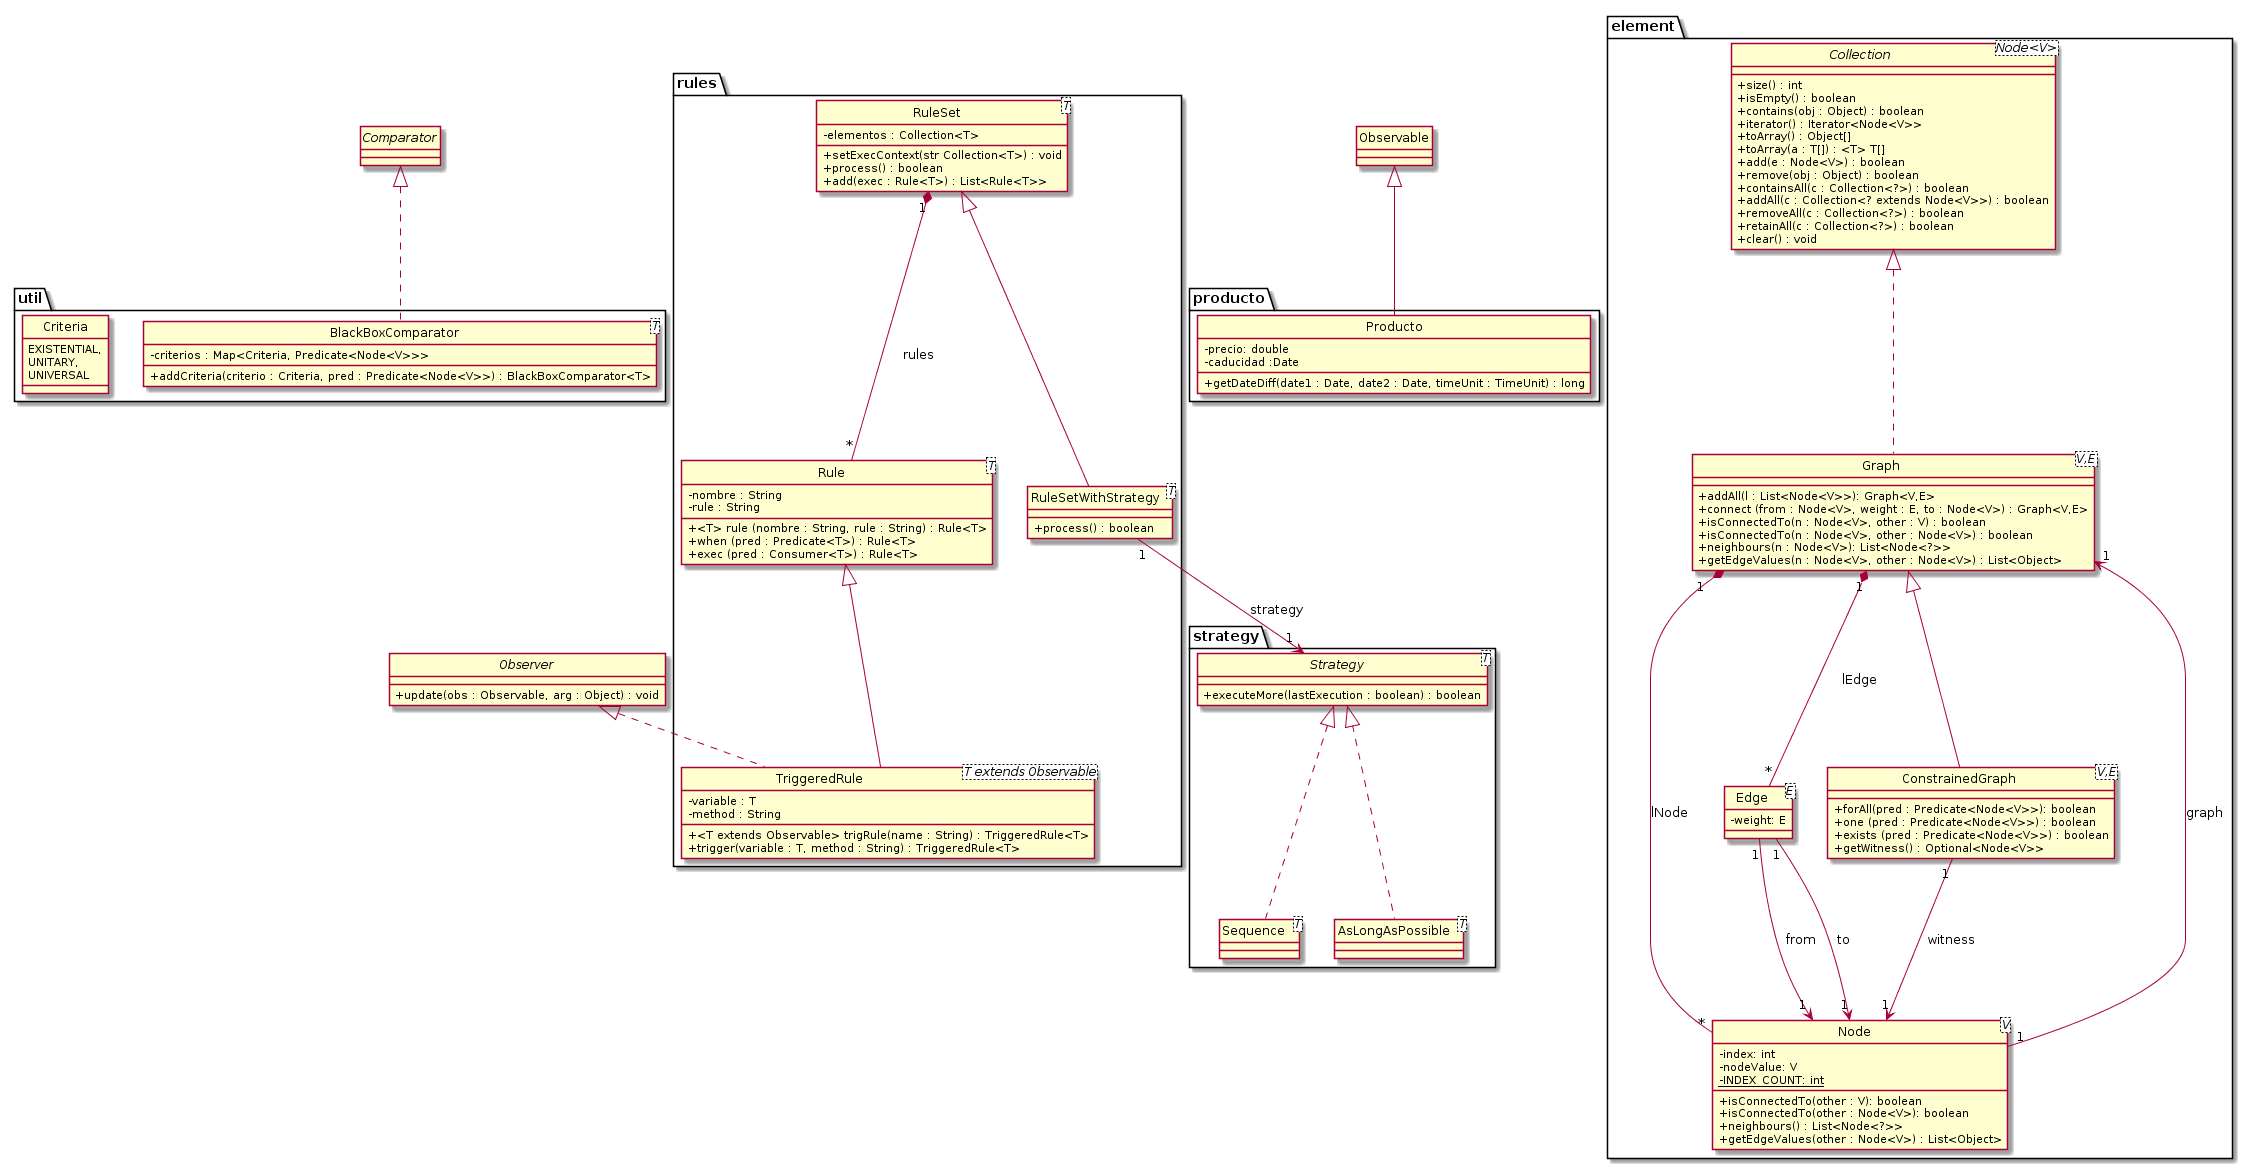 util
Comparator
Criteria
EXISTENTIAL,
UNITARY,
UNIVERSAL
BlackBoxComparator
T
-criterios : Map<Criteria, Predicate<Node<V>>>
+addCriteria(criterio : Criteria, pred : Predicate<Node<V>>) : BlackBoxComparator<T>
Observer
+update(obs : Observable, arg : Object) : void
rules
RuleSet
T
-elementos : Collection<T>
+setExecContext(str Collection<T>) : void
+process() : boolean
+add(exec : Rule<T>) : List<Rule<T>>
1
rules
*
Rule
T
-nombre : String
-rule : String
+<T> rule (nombre : String, rule : String) : Rule<T>
+when (pred : Predicate<T>) : Rule<T>
+exec (pred : Consumer<T>) : Rule<T>
RuleSetWithStrategy
T
+process() : boolean
1
strategy
1
TriggeredRule
T extends Observable
-variable : T
-method : String
+<T extends Observable> trigRule(name : String) : TriggeredRule<T>
+trigger(variable : T, method : String) : TriggeredRule<T>
Observable
producto
Producto
-precio: double
-caducidad :Date
+getDateDiff(date1 : Date, date2 : Date, timeUnit : TimeUnit) : long
strategy
Strategy
T
+executeMore(lastExecution : boolean) : boolean
Sequence
T
AsLongAsPossible
T
element
Collection
Node<V>
+size() : int
+isEmpty() : boolean
+contains(obj : Object) : boolean
+iterator() : Iterator<Node<V>>
+toArray() : Object[]
+toArray(a : T[]) : <T> T[]
+add(e : Node<V>) : boolean
+remove(obj : Object) : boolean
+containsAll(c : Collection<?>) : boolean
+addAll(c : Collection<? extends Node<V>>) : boolean
+removeAll(c : Collection<?>) : boolean
+retainAll(c : Collection<?>) : boolean
+clear() : void
Graph
V,E
+addAll(l : List<Node<V>>): Graph<V,E>
+connect (from : Node<V>, weight : E, to : Node<V>) : Graph<V,E>
+isConnectedTo(n : Node<V>, other : V) : boolean
+isConnectedTo(n : Node<V>, other : Node<V>) : boolean
+neighbours(n : Node<V>): List<Node<?>>
+getEdgeValues(n : Node<V>, other : Node<V>) : List<Object>
1
1
1
lEdge
*
lNode
graph
Edge
E
-weight: E
ConstrainedGraph
V,E
+forAll(pred : Predicate<Node<V>>): boolean
+one (pred : Predicate<Node<V>>) : boolean
+exists (pred : Predicate<Node<V>>) : boolean
+getWitness() : Optional<Node<V>>
1
1
1
from
to
witness
1
1
1
*
1
Node
V
-index: int
-nodeValue: V
-INDEX_COUNT: int
+isConnectedTo(other : V): boolean
+isConnectedTo(other : Node<V>): boolean
+neighbours() : List<Node<?>>
+getEdgeValues(other : Node<V>) : List<Object>